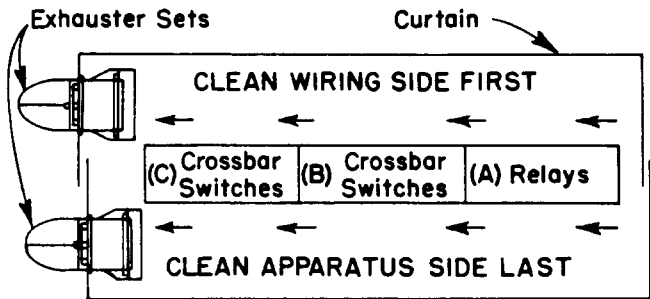 Exhauster Sets
Curtain
CLEAN WIRING SIDE FIRST
(C) Crossbar Switches
(B) Crossbar Switches
(A) Relays
CLEAN APPARATUS SIDE LAST